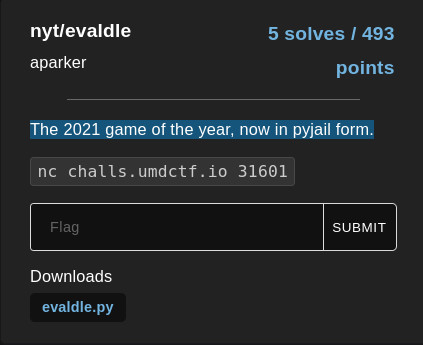 nyt/evaldle
5 solves / 493
points
aparker
The 2021 game of the year, now in pyjail form.
nc challs.umdctf.io 31601
Flag
SUBMIT
Downloads
evaldle.py